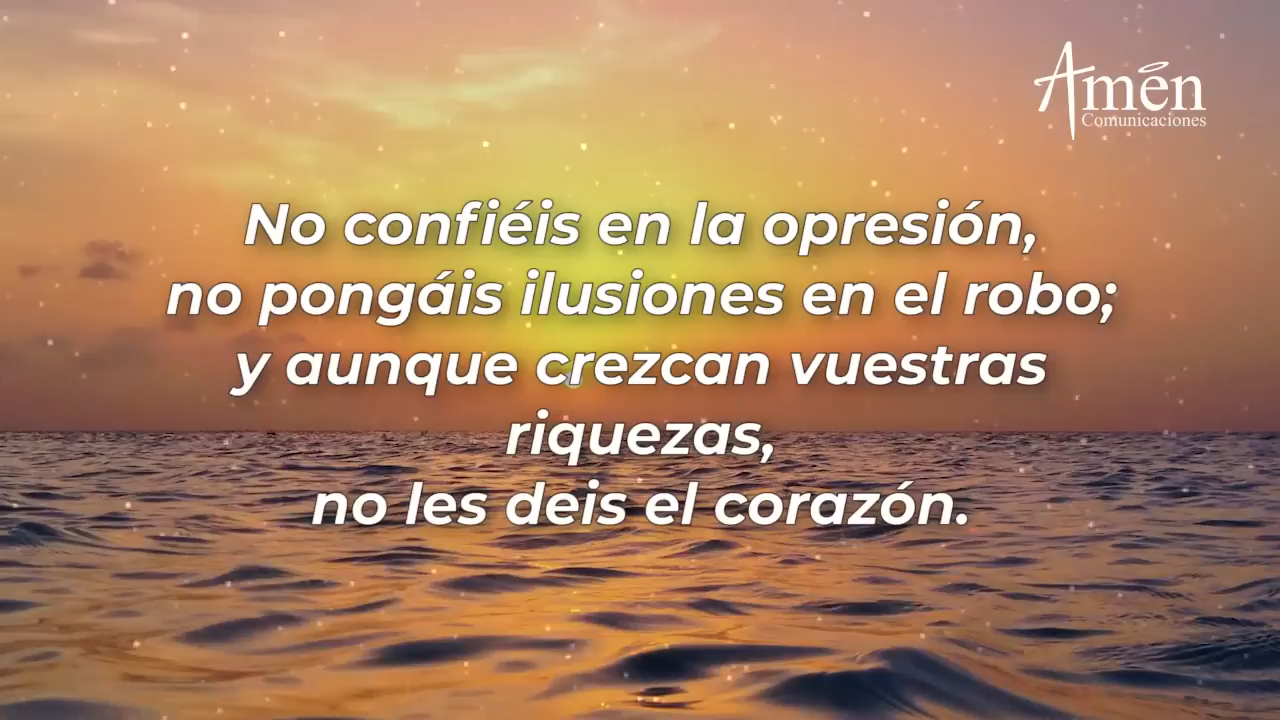 Amén
Comunicaciones
No confiéis en la opresión,
no pongáis ilusiones en el robo;
y aunque crezcan vuestras
riquezas,
no les deis el corazón.